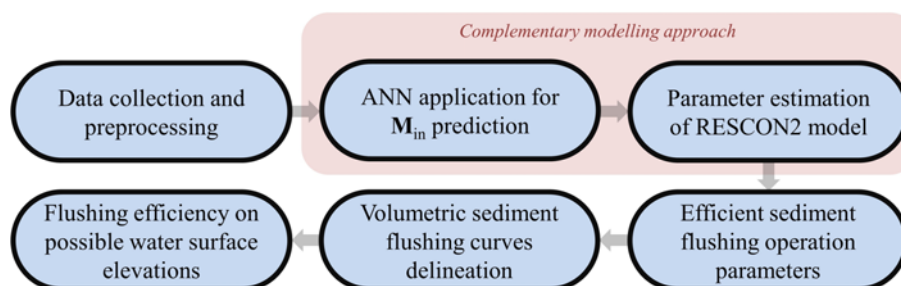 Complementary modelling approach
Data collection and
preprocessing
ANN application for
M_in prediction
Parameter estimation
of RESCON2 model
Efficient sediment
flushing operation
parameters
Volumetric sediment
flushing curves
delineation
Flushing efficiency on
possible water surface
elevations